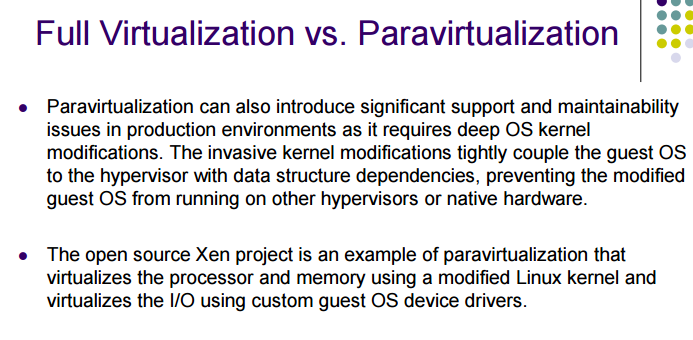 Full Virtualization vs. Paravirtualization
● Paravirtualization can also introduce significant support and maintainability
issues in production environments as it requires deep OS kernel
modifications. The invasive kernel modifications tightly couple the guest OS
to the hypervisor with data structure dependencies, preventing the modified
guest OS from running on other hypervisors or native hardware.
● The open source Xen project is an example of paravirtualization that
virtualizes the processor and memory using a modified Linux kernel and
virtualizes the I/O using custom guest OS device drivers.